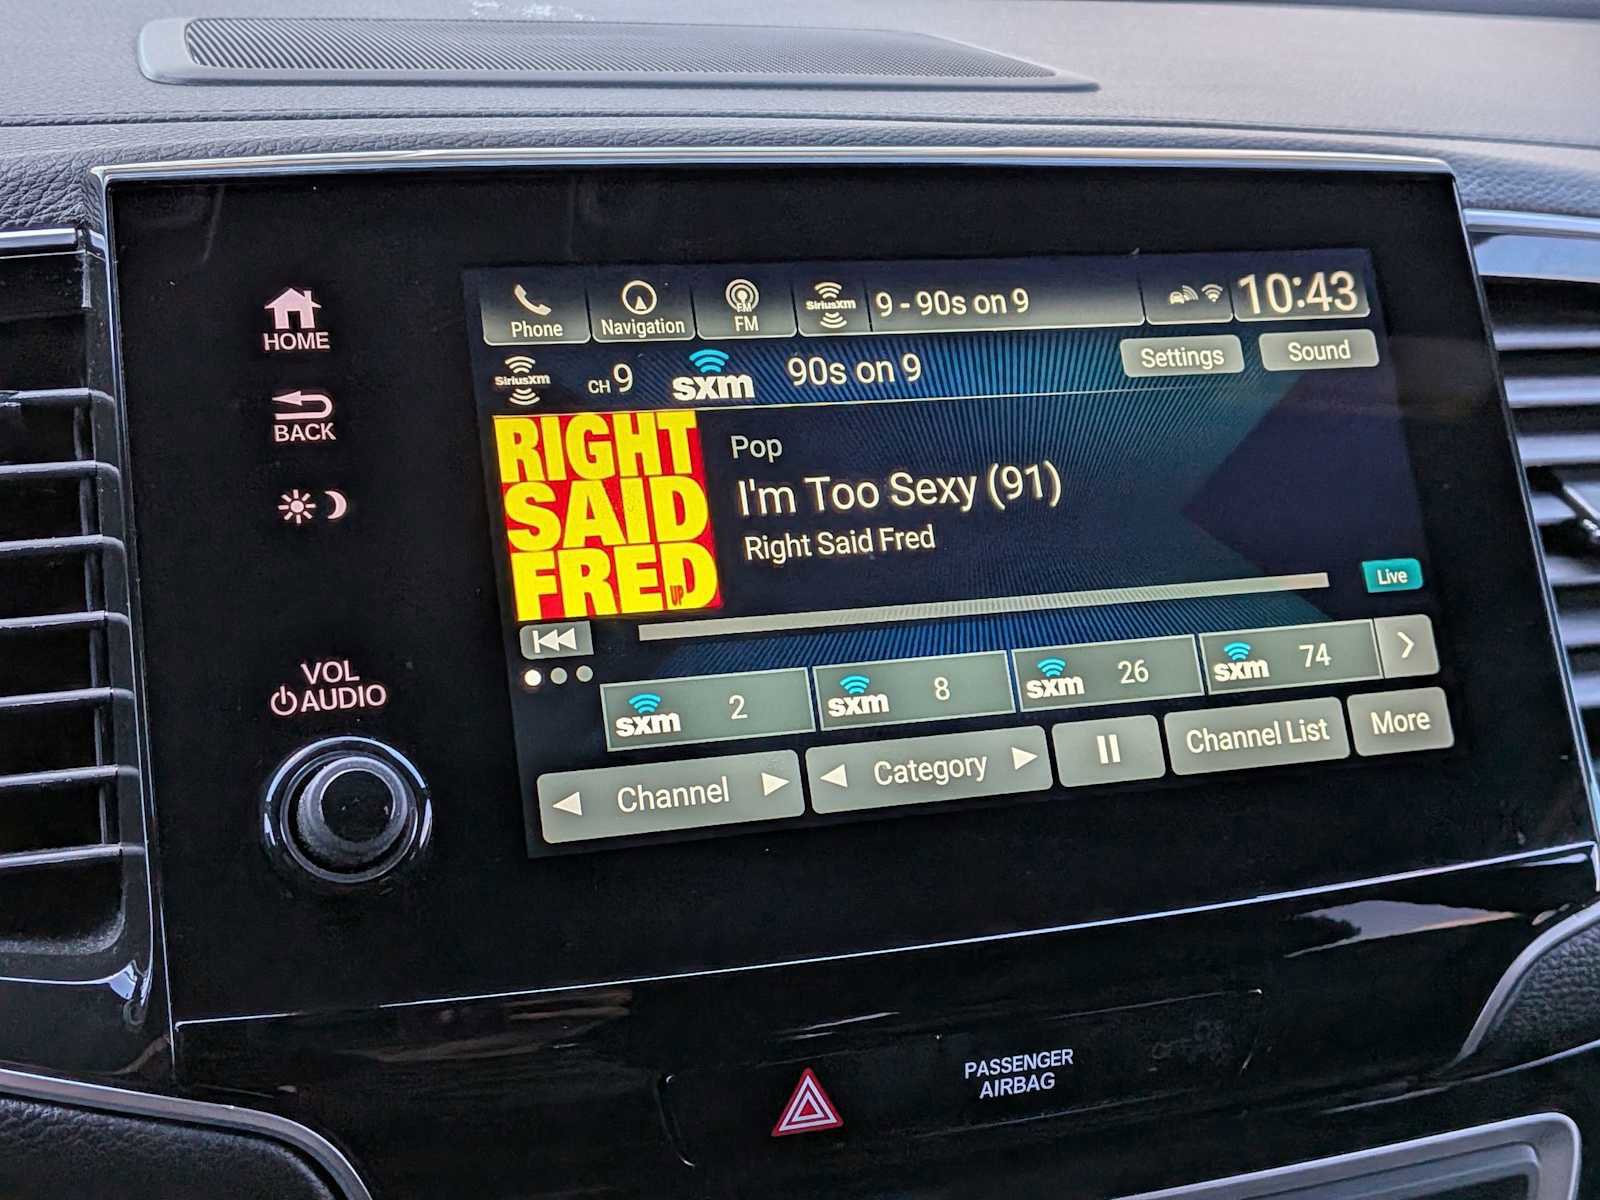 HOME
BACK
VOL
AUDIO
Phone
Navigation
FM
FM
SiriusXM
9 - 90s on 9
10:43
SiriusXM
CH 9
sxm
90s on 9
Settings
Sound
RIGHT
SAID
FRED
UP
Pop
I'm Too Sexy (91)
Right Said Fred
Live
sxm 2
sxm 8
sxm 26
sxm 74
Channel
Category
Channel List
More
PASSENGER
AIRBAG